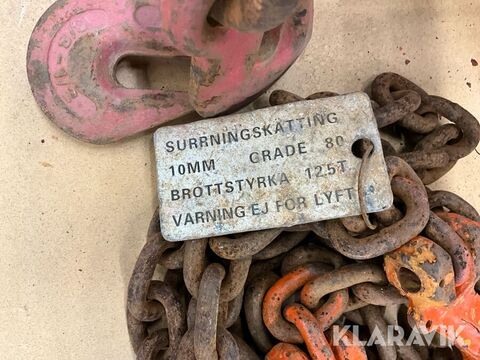 SURRNINGSKÄTTING
10MM GRADE 80
BROTTSTYRKA 12.5T
VARNING EJ FÖR LYFT
KLARAVIK